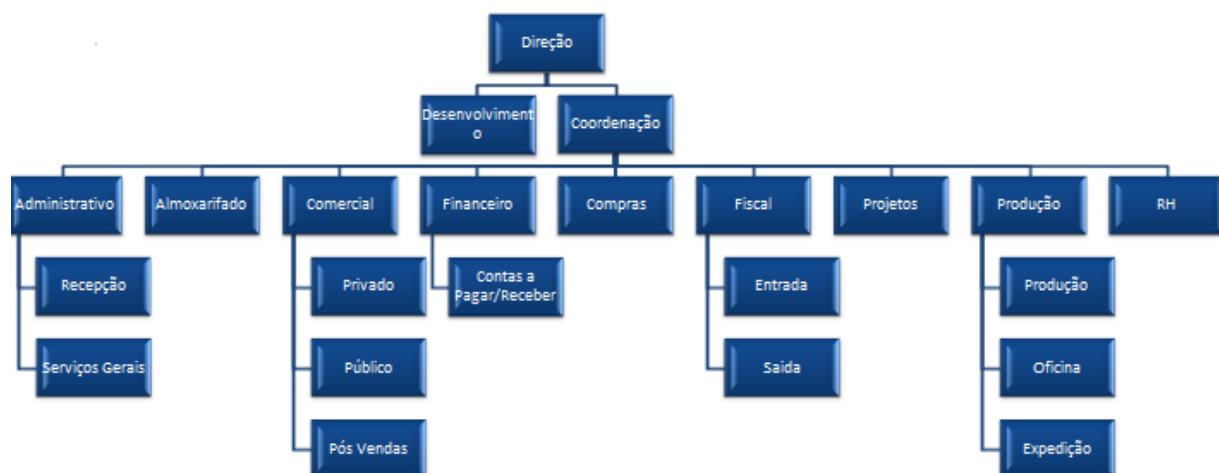 Direção
Desenvolviment
o
Coordenação
Administrativo
Almoxarifado
Comercial
Financeiro
Compras
Fiscal
Projetos
Produção
RH
Recepção
Privado
Contas a
Pagar/Receber
Entrada
Produção
Serviços Gerais
Público
Saida
Oficina
Pós Vendas
Expedição